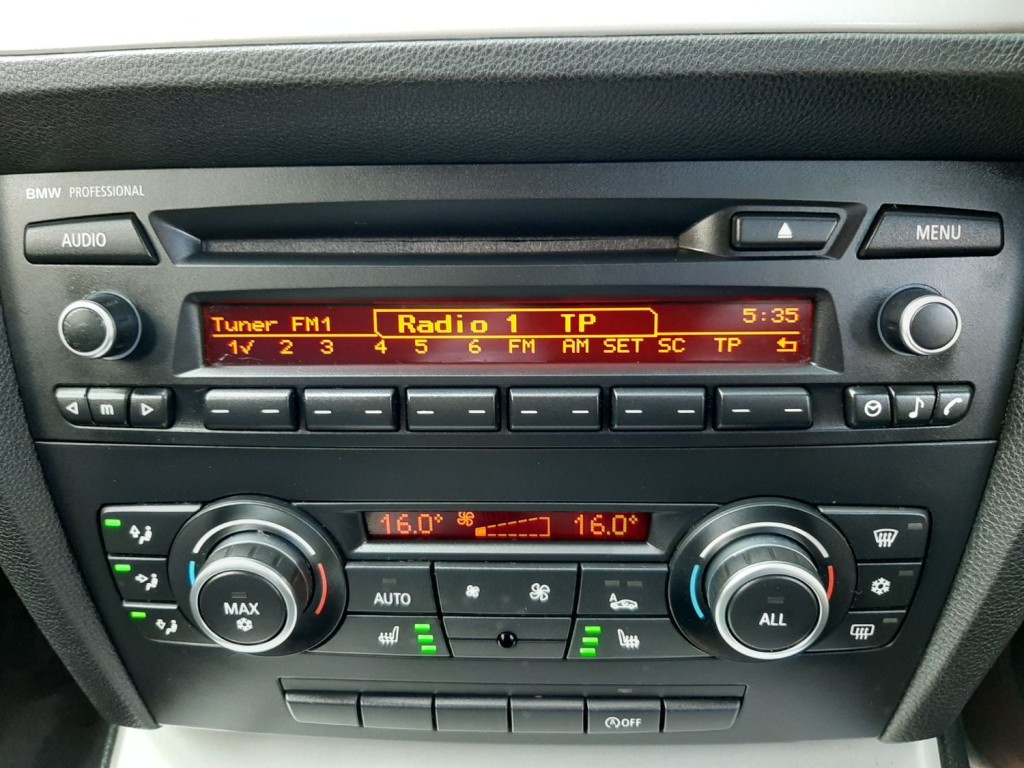 BMW PROFESSIONAL
AUDIO
MENU
Tuner FM1 Radio 1 TP 5:35
1✓ 2 3 4 5 6 FM AM SET SC TP
m
16.0° 16.0°
MAX
AUTO
A
ALL
A OFF